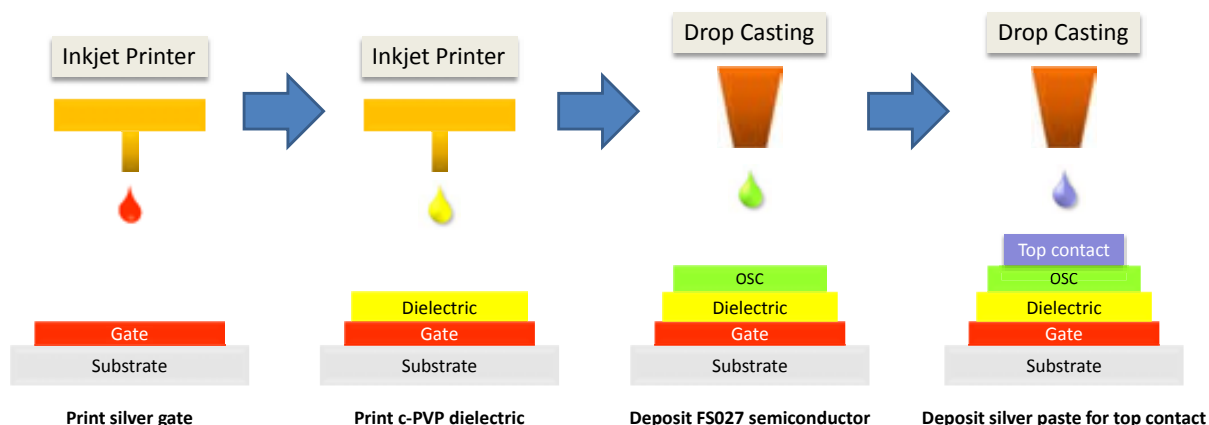 Inkjet Printer
Inkjet Printer
Drop Casting
Drop Casting
Gate
Substrate
Dielectric
Gate
Substrate
OSC
Dielectric
Gate
Substrate
Top contact
OSC
Dielectric
Gate
Substrate
Print silver gate
Print c-PVP dielectric
Deposit FS027 semiconductor
Deposit silver paste for top contact